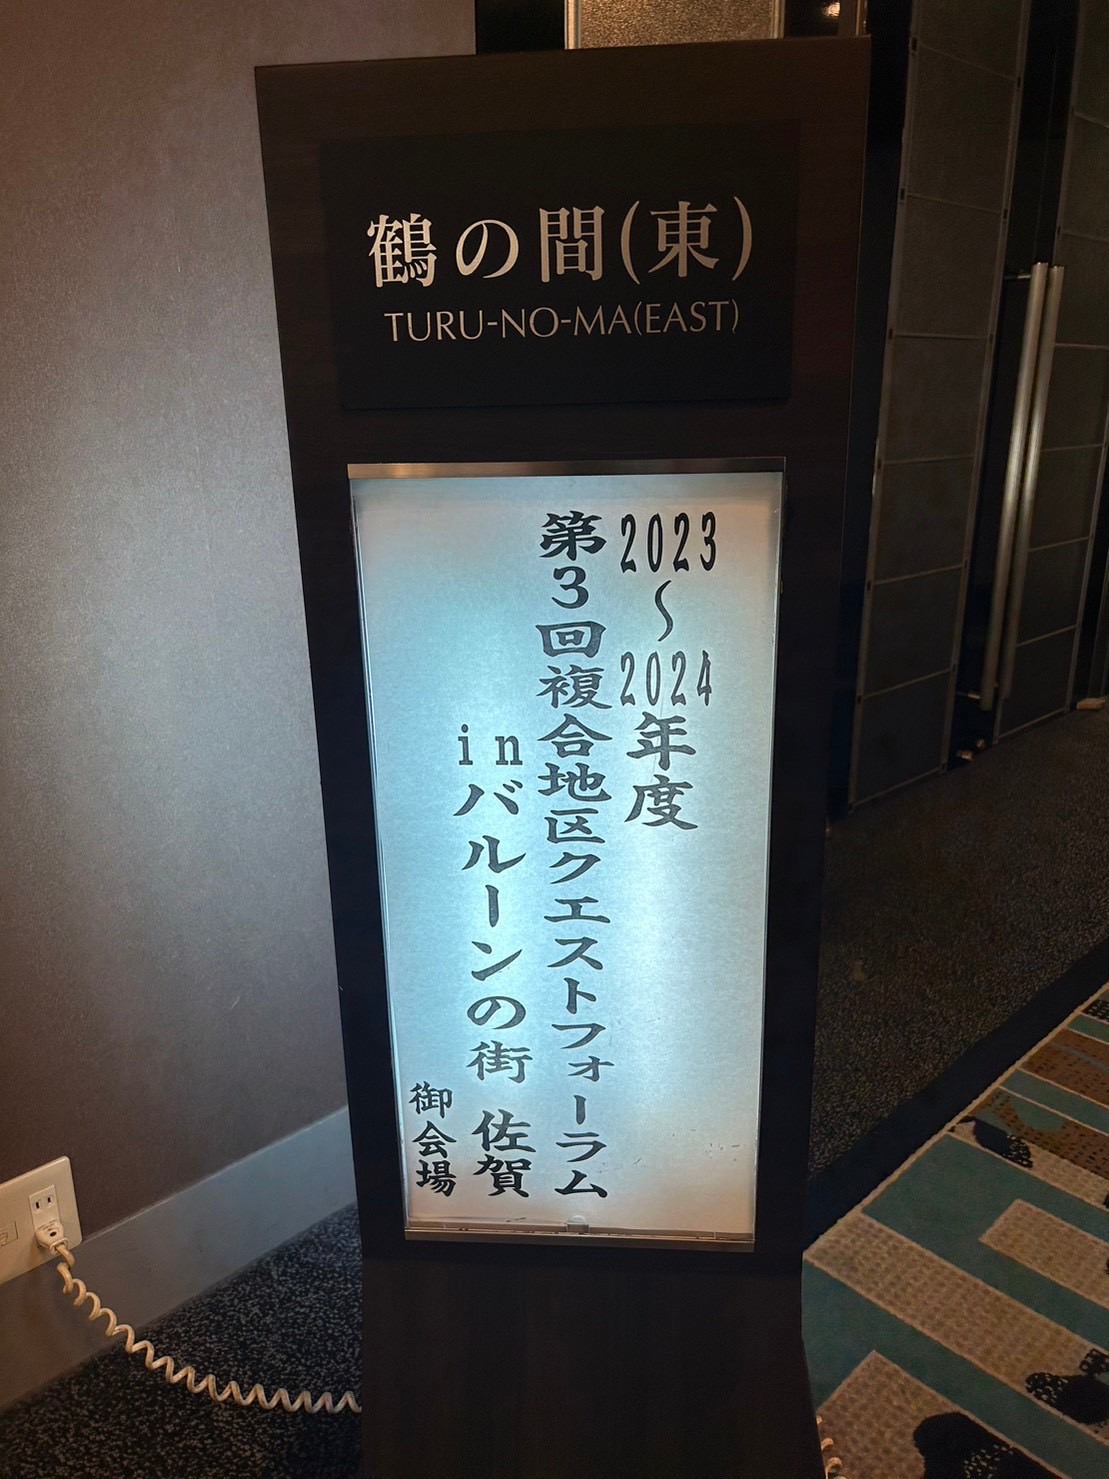 鶴の間(東)
TURU-NO-MA(EAST)
2023～2024年度
第3回複合地区クエストフォーラム
inバルーンの街 佐賀
御会場